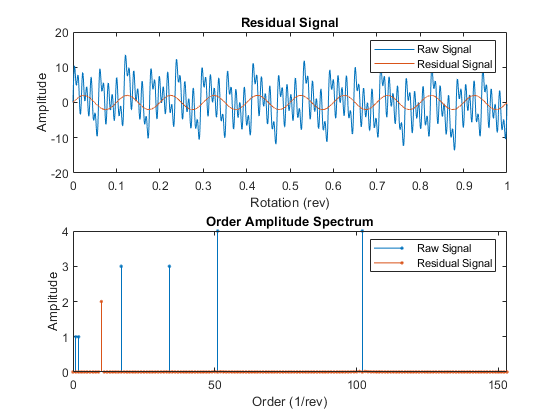 Residual Signal
20
10
0
-10
-20
Amplitude
Raw Signal
Residual Signal
0 0.1 0.2 0.3 0.4 0.5 0.6 0.7 0.8 0.9 1
Rotation (rev)
Order Amplitude Spectrum
4
3
2
1
0
Amplitude
Raw Signal
Residual Signal
0 50 100 150
Order (1/rev)